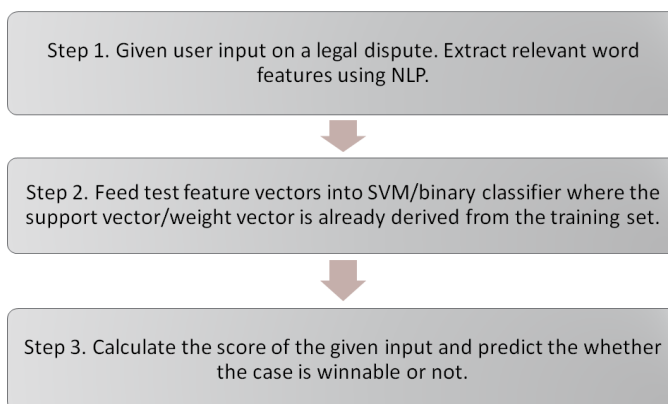 Step 1. Given user input on a legal dispute. Extract relevant word
features using NLP.
Step 2. Feed test feature vectors into SVM/binary classifier where the
support vector/weight vector is already derived from the training set.
Step 3. Calculate the score of the given input and predict the whether
the case is winnable or not.